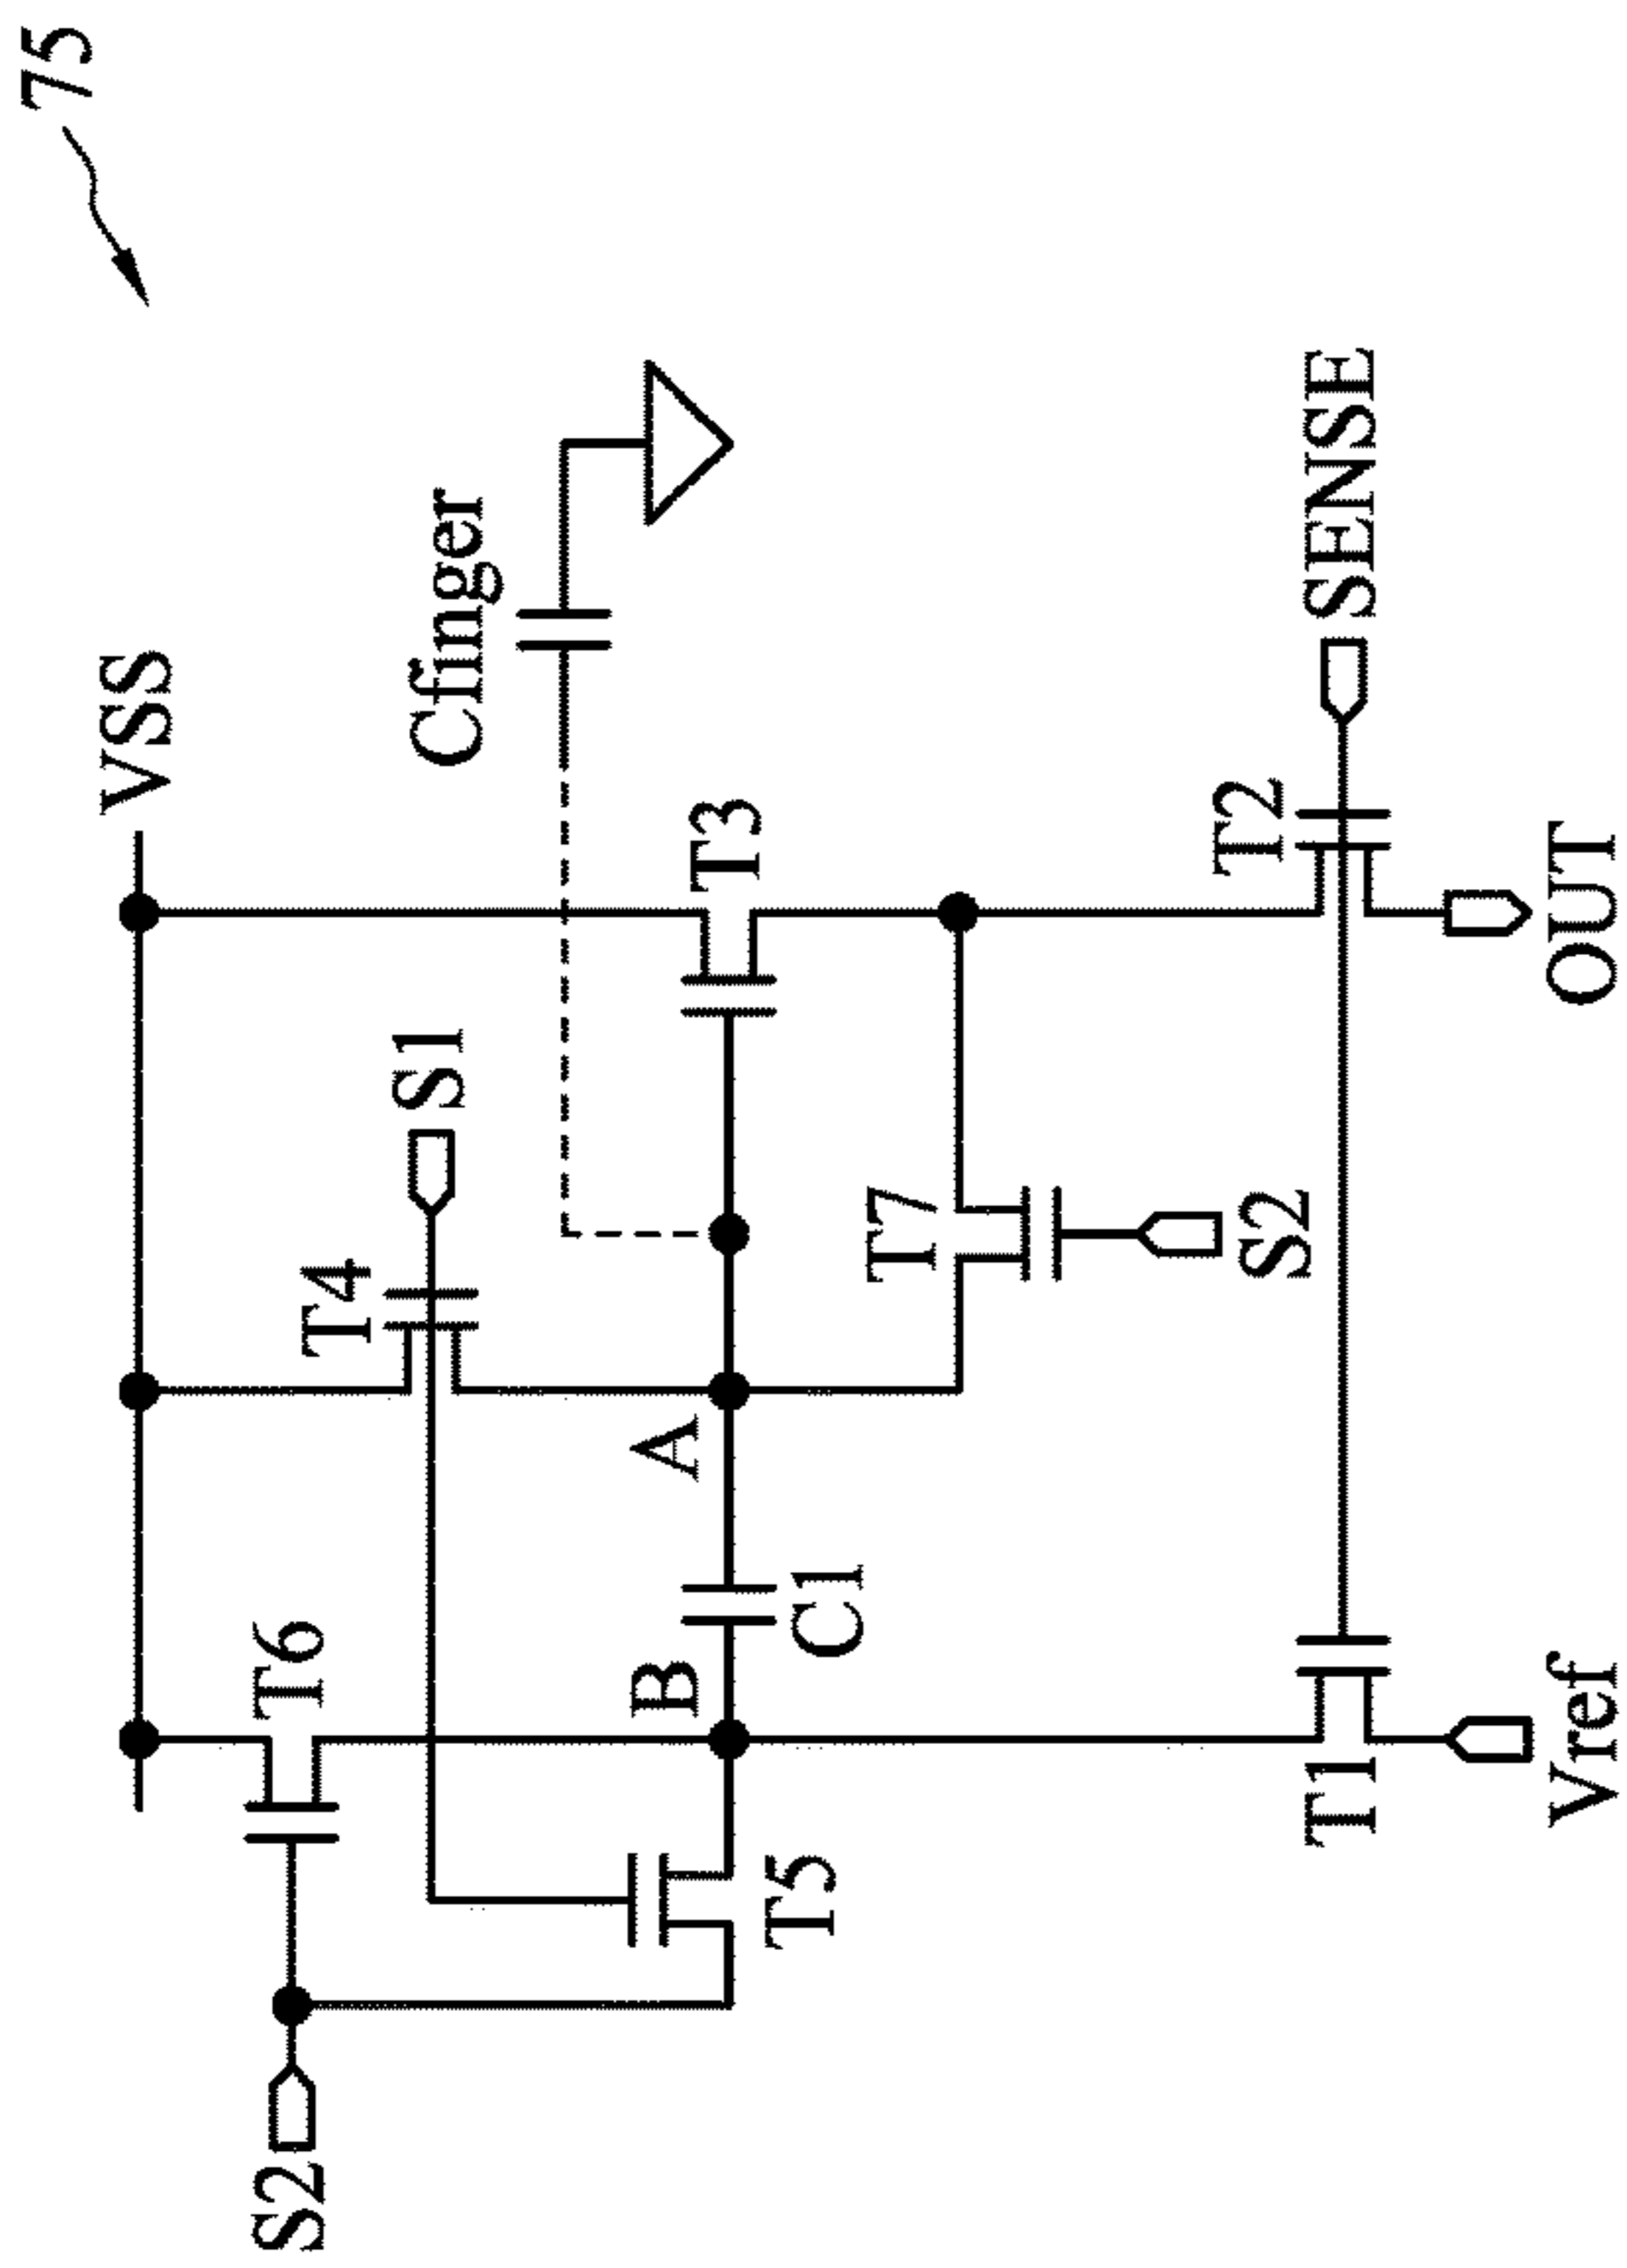 75
VSS
S2
T6
T4
S1
Cfinger
B
A
T3
T5
C1
T7
T2
S2
T1
SENSE
Vref
OUT